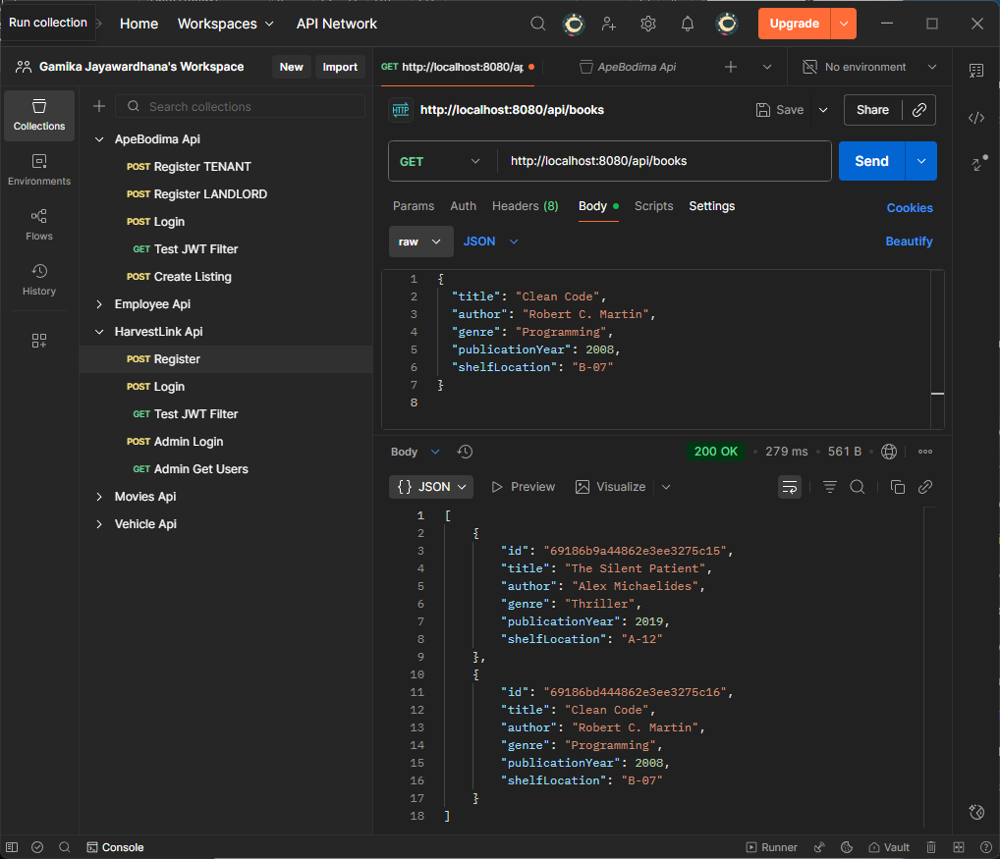 Run collection
Home Workspaces API Network
Upgrade
Gamika Jayawardhana's Workspace New Import
GET http://localhost:8080/ap
ApeBodima Api
No environment
Collections
Environments
Flows
History
Search collections
ApeBodima Api
POST Register TENANT
POST Register LANDLORD
POST Login
GET Test JWT Filter
POST Create Listing
Employee Api
HarvestLink Api
POST Register
POST Login
GET Test JWT Filter
POST Admin Login
GET Admin Get Users
Movies Api
Vehicle Api
HTTP http://localhost:8080/api/books Save Share
GET http://localhost:8080/api/books Send
Params Auth Headers (8) Body Scripts Settings Cookies
raw JSON Beautify
1 {
2 "title": "Clean Code",
3 "author": "Robert C. Martin",
4 "genre": "Programming",
5 "publicationYear": 2008,
6 "shelfLocation": "B-07"
7 }
8
Body 200 OK • 279 ms • 561 B
{} JSON Preview Visualize
1 [
2 {
3 "id": "69186b9a44862e3ee3275c15",
4 "title": "The Silent Patient",
5 "author": "Alex Michaelides",
6 "genre": "Thriller",
7 "publicationYear": 2019,
8 "shelfLocation": "A-12"
9 },
10 {
11 "id": "69186bd444862e3ee3275c16",
12 "title": "Clean Code",
13 "author": "Robert C. Martin",
14 "genre": "Programming",
15 "publicationYear": 2008,
16 "shelfLocation": "B-07"
17 }
18 ]
Console Runner Vault